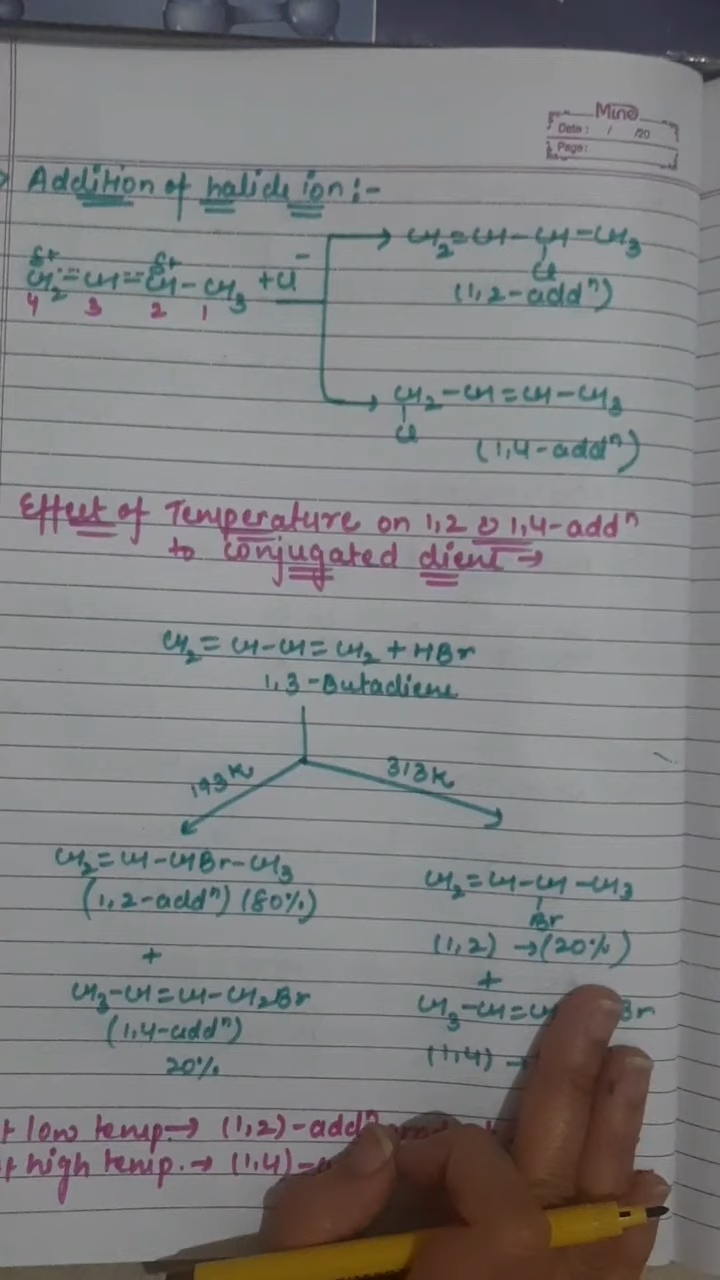 Mine
Date : / /20
Page:
Addition of halide ion :-
δ+ δ+
CH2=CH=CH-CH3 + Cl-
4 3 2 1
CH2=CH-CH-CH3
Cl
(1,2-addn)
CH2-CH=CH-CH3
Cl
(1,4-addn)
Effect of Temperature on 1,2 & 1,4-addn
to conjugated diene →
CH2=CH-CH=CH2 + HBr
1,3-Butadiene
193K
313K
CH2=CH-CHBr-CH3
(1,2-addn) (80%)
+
CH3-CH=CH-CH2Br
(1,4-addn)
20%
CH2=CH-CH-CH3
Br
(1,2) → (20%)
+
CH3-CH=CH Br
(1,4) →
low temp. → (1,2)-addn
high temp. → (1,4)-